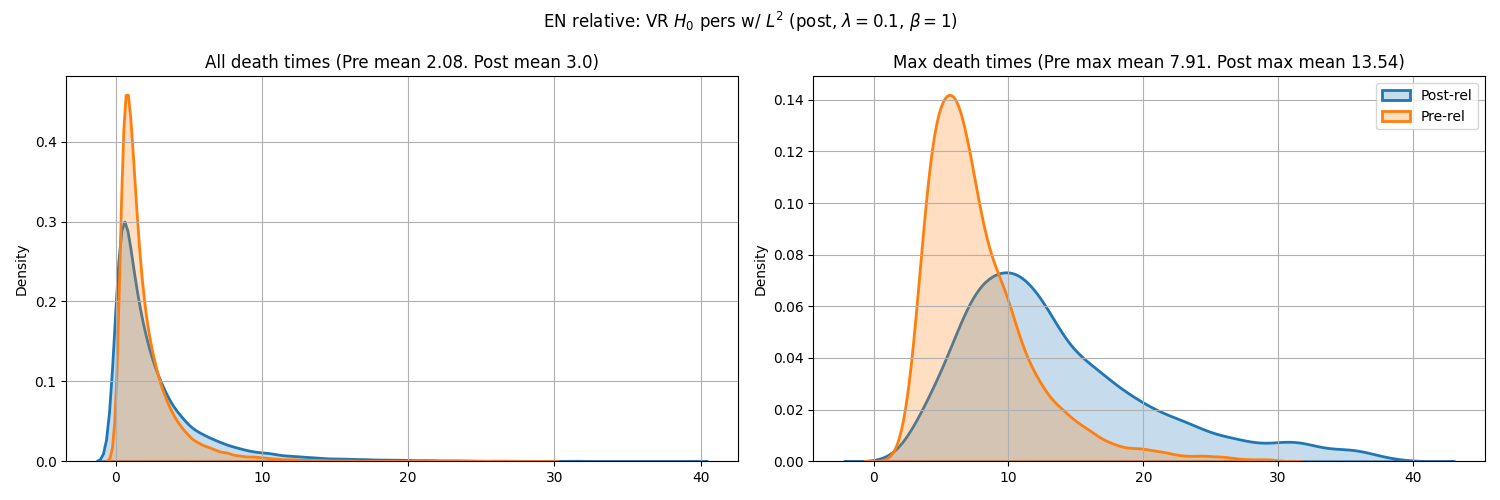 EN relative: VR $H_0$ pers w/ $L^2$ (post, $\lambda = 0.1$, $\beta = 1$)
All death times (Pre mean 2.08. Post mean 3.0)
Density
0.4
0.3
0.2
0.1
0.0
0 10 20 30 40
Max death times (Pre max mean 7.91. Post max mean 13.54)
Post-rel
Pre-rel
Density
0.14
0.12
0.10
0.08
0.06
0.04
0.02
0.00
0 10 20 30 40